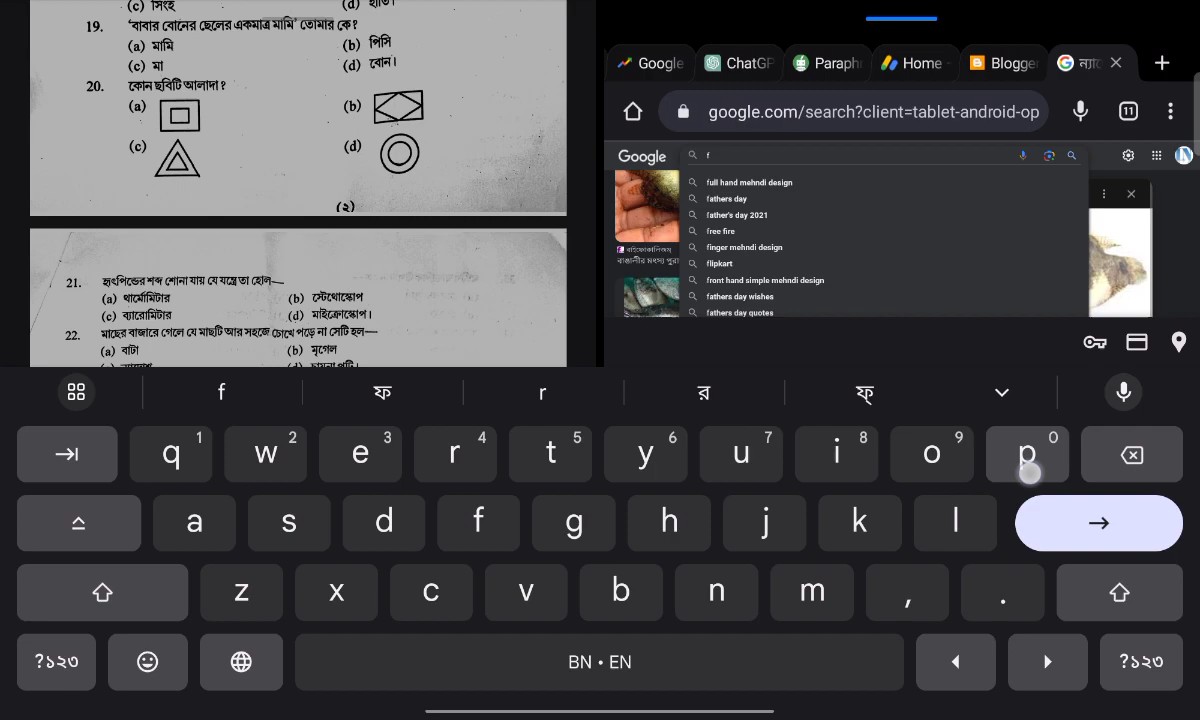 (c) সিংহ
(d) হাতি।
19. 'বাবার বোনের ছেলের একমাত্র মামি' তোমার কে?
(a) মামি
(b) পিসি
(c) মা
(d) বোন।
20. কোন ছবিটি আলাদা?
(a)
(b)
(c)
(d)
(২)
21. হৃৎপিন্ডের শব্দ শোনা যায় যে যন্ত্রে তা হোল—
(a) থার্মোমিটার
(b) স্টেথোস্কোপ
(c) ব্যারোমিটার
(d) মাইক্রোস্কোপ।
22. মাছের বাজারে গেলে যে মাছটি আর সহজে চোখে পড়ে না সেটি হল—
(a) বাটা
(b) মৃগেল
Google
ChatGP
Paraph
Home -
Blogger
google.com/search?client=tablet-android-op
11
Google
f
full hand mehndi design
fathers day
father's day 2021
free fire
finger mehndi design
flipkart
front hand simple mehndi design
fathers day wishes
fathers day quotes
f ফ r র ফ্
q 1 w 2 e 3 r 4 t 5 y 6 u 7 i 8 o 9 p 0
a s d f g h j k l
z x c v b n m , .
?১২৩ BN • EN ?১২৩